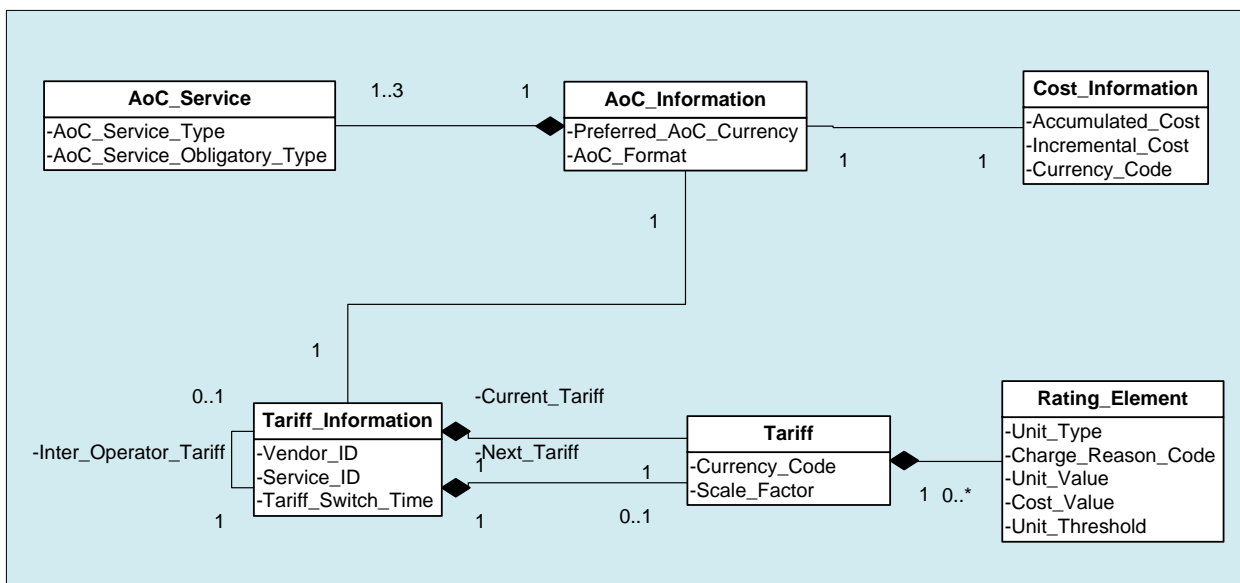 AoC_Service
-AoC_Service_Type
-AoC_Service_Obligatory_Type
1..3
1
AoC_Information
-Preferred_AoC_Currency
-AoC_Format
1
1
Cost_Information
-Accumulated_Cost
-Incremental_Cost
-Currency_Code
1
1
0..1
-Inter_Operator_Tariff
1
Tariff_Information
-Vendor_ID
-Service_ID
-Tariff_Switch_Time
-Current_Tariff
-Next_Tariff
1
1
1
0..1
Tariff
-Currency_Code
-Scale_Factor
1
0..*
Rating_Element
-Unit_Type
-Charge_Reason_Code
-Unit_Value
-Cost_Value
-Unit_Threshold